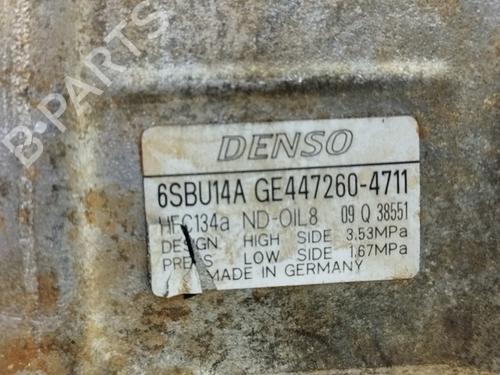 B-PARTS
DENSO
6SBU14A GE447260-4711
HFC134a ND-OIL8 09 Q 38551
DESIGN HIGH SIDE 3.53MPa
PRESS LOW SIDE 1.67MPa
MADE IN GERMANY